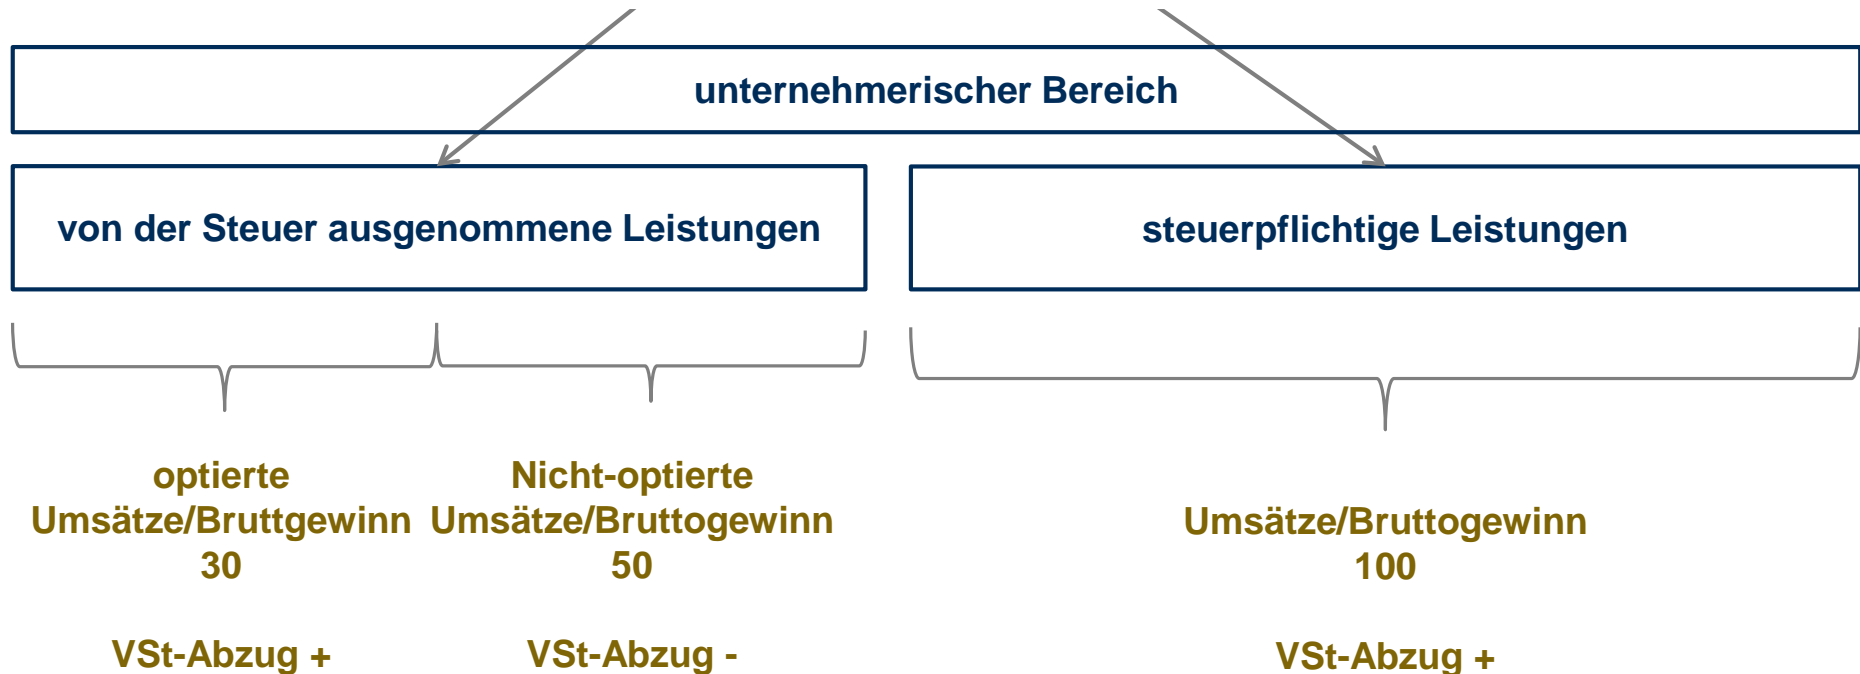 unternehmerischer Bereich
von der Steuer ausgenommene Leistungen
steuerpflichtige Leistungen
optierte
Umsätze/Bruttgewinn
30
VSt-Abzug +
Nicht-optierte
Umsätze/Bruttogewinn
50
VSt-Abzug -
Umsätze/Bruttogewinn
100
VSt-Abzug +